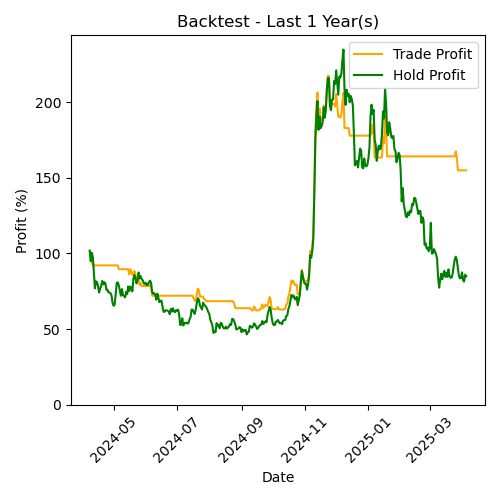 Backtest - Last 1 Year(s)
Trade Profit
Hold Profit
Profit (%)
200
150
100
50
0
2024-05
2024-07
2024-09
2024-11
2025-01
2025-03
Date